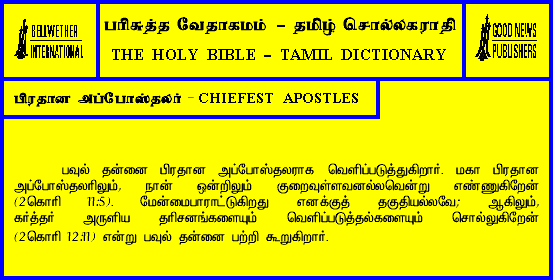 BELLWETHER
INTERNATIONAL
பரிசுத்த வேதாகமம் – தமிழ் சொல்லகராதி
THE HOLY BIBLE – TAMIL DICTIONARY
GOOD NEWS
PUBLISHERS
பிரதான அப்போஸ்தலர் – CHIEFEST APOSTLES
பவுல் தன்னை பிரதான அப்போஸ்தலராக வெளிப்படுத்துகிறார். மகா பிரதான
அப்போஸ்தலரிலும், நான் ஒன்றிலும் குறைவுள்ளவனல்லவென்று எண்ணுகிறேன்
(2கொரி 11:5). மேன்மைபாராட்டுகிறது எனக்குத் தகுதியல்லவே; ஆகிலும்,
கர்த்தர் அருளிய தரிசனங்களையும் வெளிப்படுத்தல்களையும் சொல்லுகிறேன்
(2கொரி 12:11) என்று பவுல் தன்னை பற்றி கூறுகிறார்.